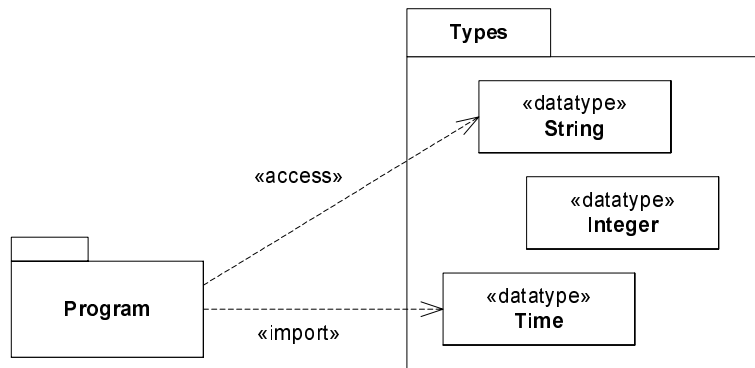 Types
«datatype»
String
«access»
«datatype»
Integer
Program
«datatype»
Time
«import»